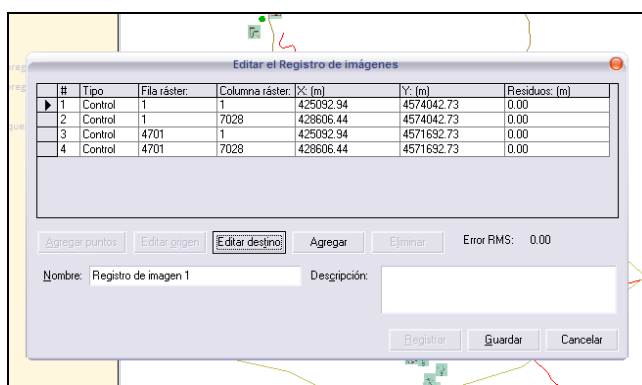 Editar el Registro de imágenes
# Tipo Fila ráster: Columna ráster: X: (m) Y: (m) Residuos: (m)
1 Control 1 1 425092.94 4574042.73 0.00
2 Control 1 7028 428606.44 4574042.73 0.00
3 Control 4701 1 425092.94 4571692.73 0.00
4 Control 4701 7028 428606.44 4571692.73 0.00
Agregar puntos Editar origen Editar destino Agregar Eliminar Error RMS: 0.00
Nombre: Registro de imagen 1 Descripción:
Registrar Guardar Cancelar